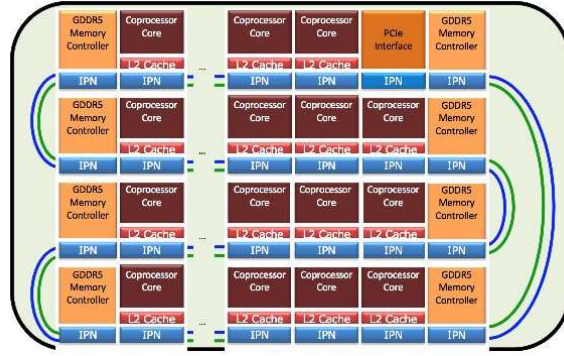 GDDR5
Memory
Controller
Coprocessor
Core
L2 Cache
...
Coprocessor
Core
L2 Cache
Coprocessor
Core
L2 Cache
PCIe
Interface
GDDR5
Memory
Controller
IPN
IPN
IPN
IPN
IPN
IPN
GDDR5
Memory
Controller
Coprocessor
Core
L2 Cache
...
Coprocessor
Core
L2 Cache
Coprocessor
Core
L2 Cache
Coprocessor
Core
L2 Cache
GDDR5
Memory
Controller
IPN
IPN
IPN
IPN
IPN
IPN
GDDR5
Memory
Controller
Coprocessor
Core
L2 Cache
...
Coprocessor
Core
L2 Cache
Coprocessor
Core
L2 Cache
Coprocessor
Core
L2 Cache
GDDR5
Memory
Controller
IPN
IPN
IPN
IPN
IPN
IPN
GDDR5
Memory
Controller
Coprocessor
Core
L2 Cache
...
Coprocessor
Core
L2 Cache
Coprocessor
Core
L2 Cache
Coprocessor
Core
L2 Cache
GDDR5
Memory
Controller
IPN
IPN
IPN
IPN
IPN
IPN